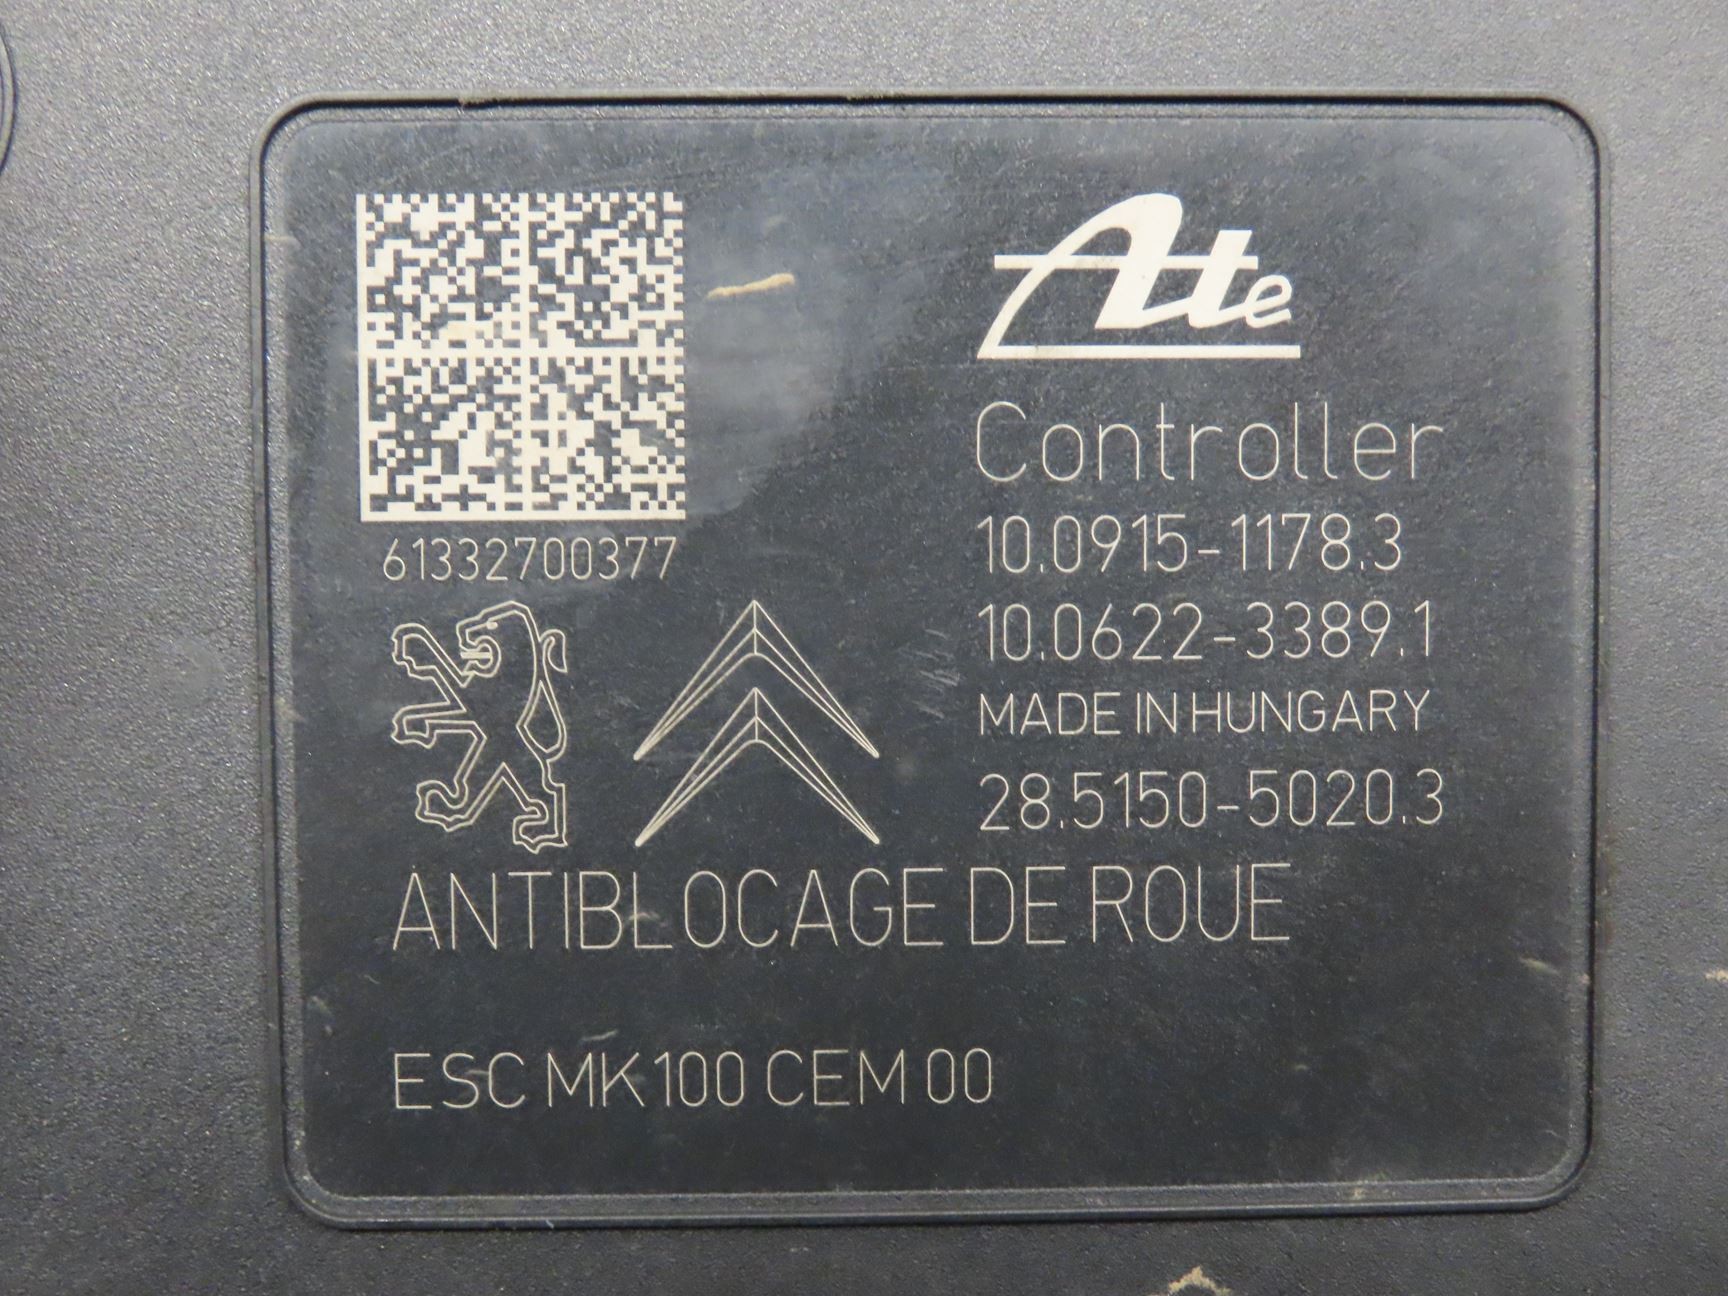 Ate
Controller
10.0915-1178.3
10.0622-3389.1
MADE IN HUNGARY
28.5150-5020.3
61332700377
ANTIBLOCAGE DE ROUE
ESC MK100 CEM 00